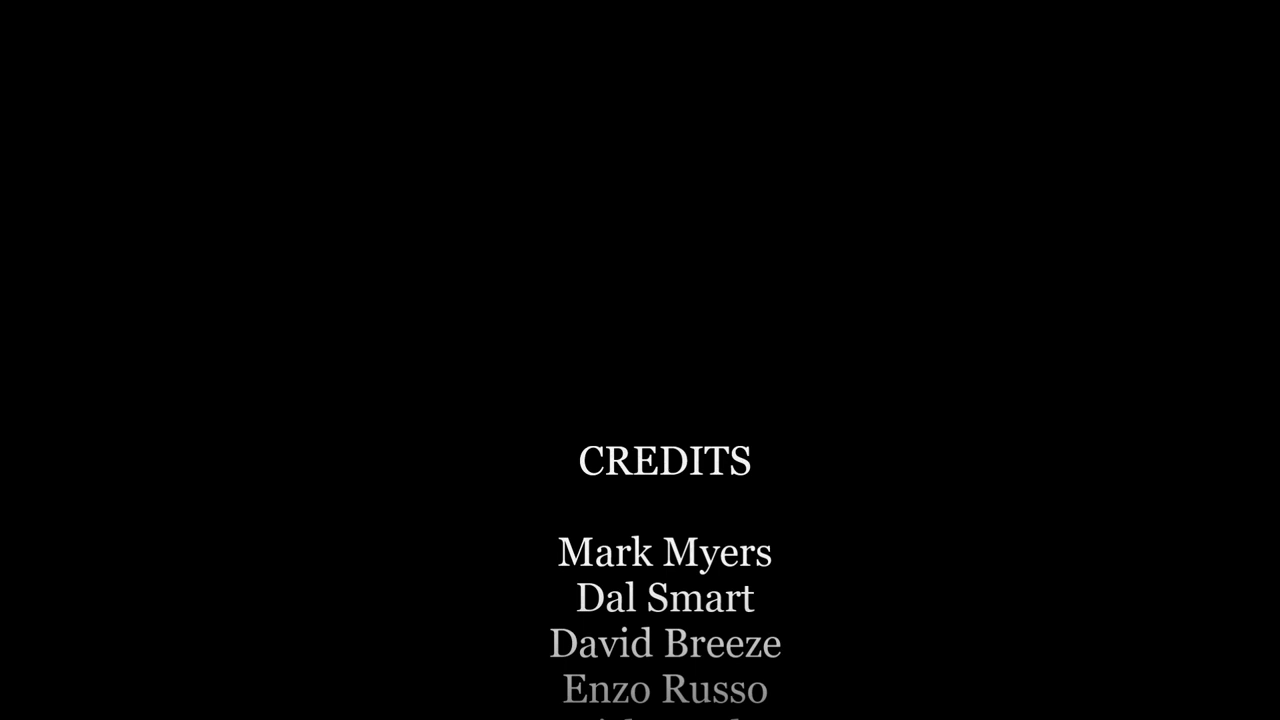 CREDITS
Mark Myers
Dal Smart
David Breeze
Enzo Russo